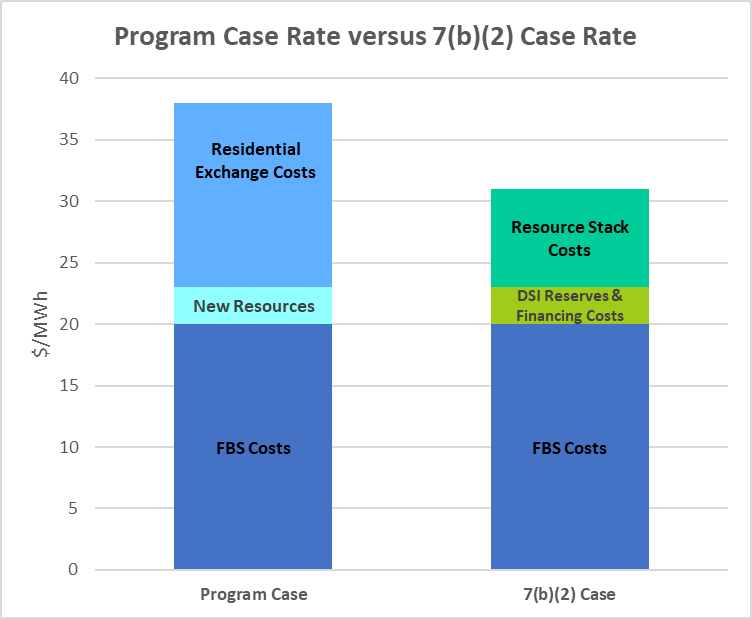 Program Case Rate versus 7(b)(2) Case Rate
$/MWh
40
35
30
25
20
15
10
5
0
Residential
Exchange Costs
New Resources
FBS Costs
Resource Stack
Costs
DSI Reserves &
Financing Costs
FBS Costs
Program Case
7(b)(2) Case